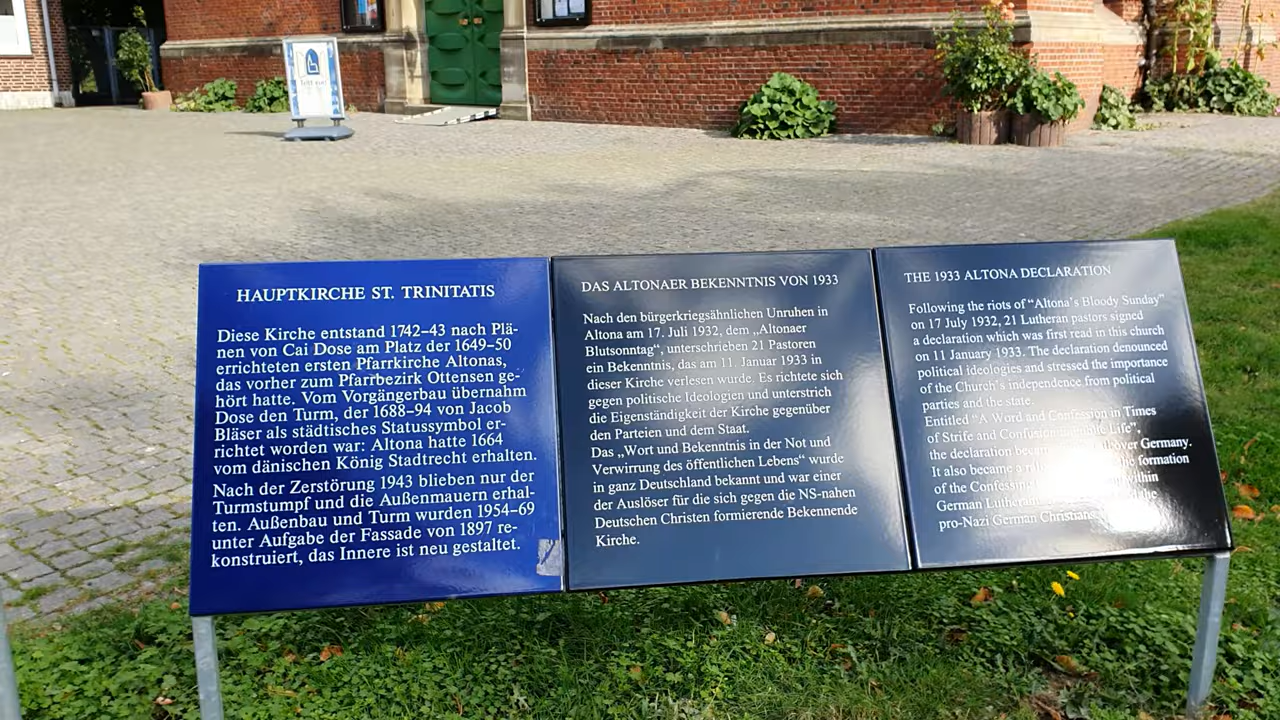 HAUPTKIRCHE ST. TRINITATIS
Diese Kirche entstand 1742–43 nach Plä-
nen von Cai Dose am Platz der 1649–50
errichteten ersten Pfarrkirche Altonas,
das vorher zum Pfarrbezirk Ottensen ge-
hört hatte. Vom Vorgängerbau übernahm
Dose den Turm, der 1688–94 von Jacob
Bläser als städtisches Statussymbol er-
richtet worden war: Altona hatte 1664
vom dänischen König Stadtrecht erhalten.
Nach der Zerstörung 1943 blieben nur der
Turmstumpf und die Außenmauern erhal-
ten. Außenbau und Turm wurden 1954–69
unter Aufgabe der Fassade von 1897 re-
konstruiert, das Innere ist neu gestaltet.
DAS ALTONAER BEKENNTNIS VON 1933
Nach den bürgerkriegsähnlichen Unruhen in
Altona am 17. Juli 1932, dem „Altonaer
Blutsonntag“, unterschrieben 21 Pastoren
ein Bekenntnis, das am 11. Januar 1933 in
dieser Kirche verlesen wurde. Es richtete sich
gegen politische Ideologien und unterstrich
die Eigenständigkeit der Kirche gegenüber
den Parteien und dem Staat.
Das „Wort und Bekenntnis in der Not und
Verwirrung des öffentlichen Lebens“ wurde
in ganz Deutschland bekannt und war einer
der Auslöser für die sich gegen die NS-nahen
Deutschen Christen formierende Bekennende
Kirche.
THE 1933 ALTONA DECLARATION
Following the riots of “Altona's Bloody Sunday”
on 17 July 1932, 21 Lutheran pastors signed
a declaration which was first read in this church
on 11 January 1933. The declaration denounced
political ideologies and stressed the importance
of the Church's independence from political
parties and the state.
Entitled “A Word and Confession in Times
of Strife and Confusion Life”,
the declaration over Germany.
It also became a the formation
of the within
German the
pro-Nazi German Christians.